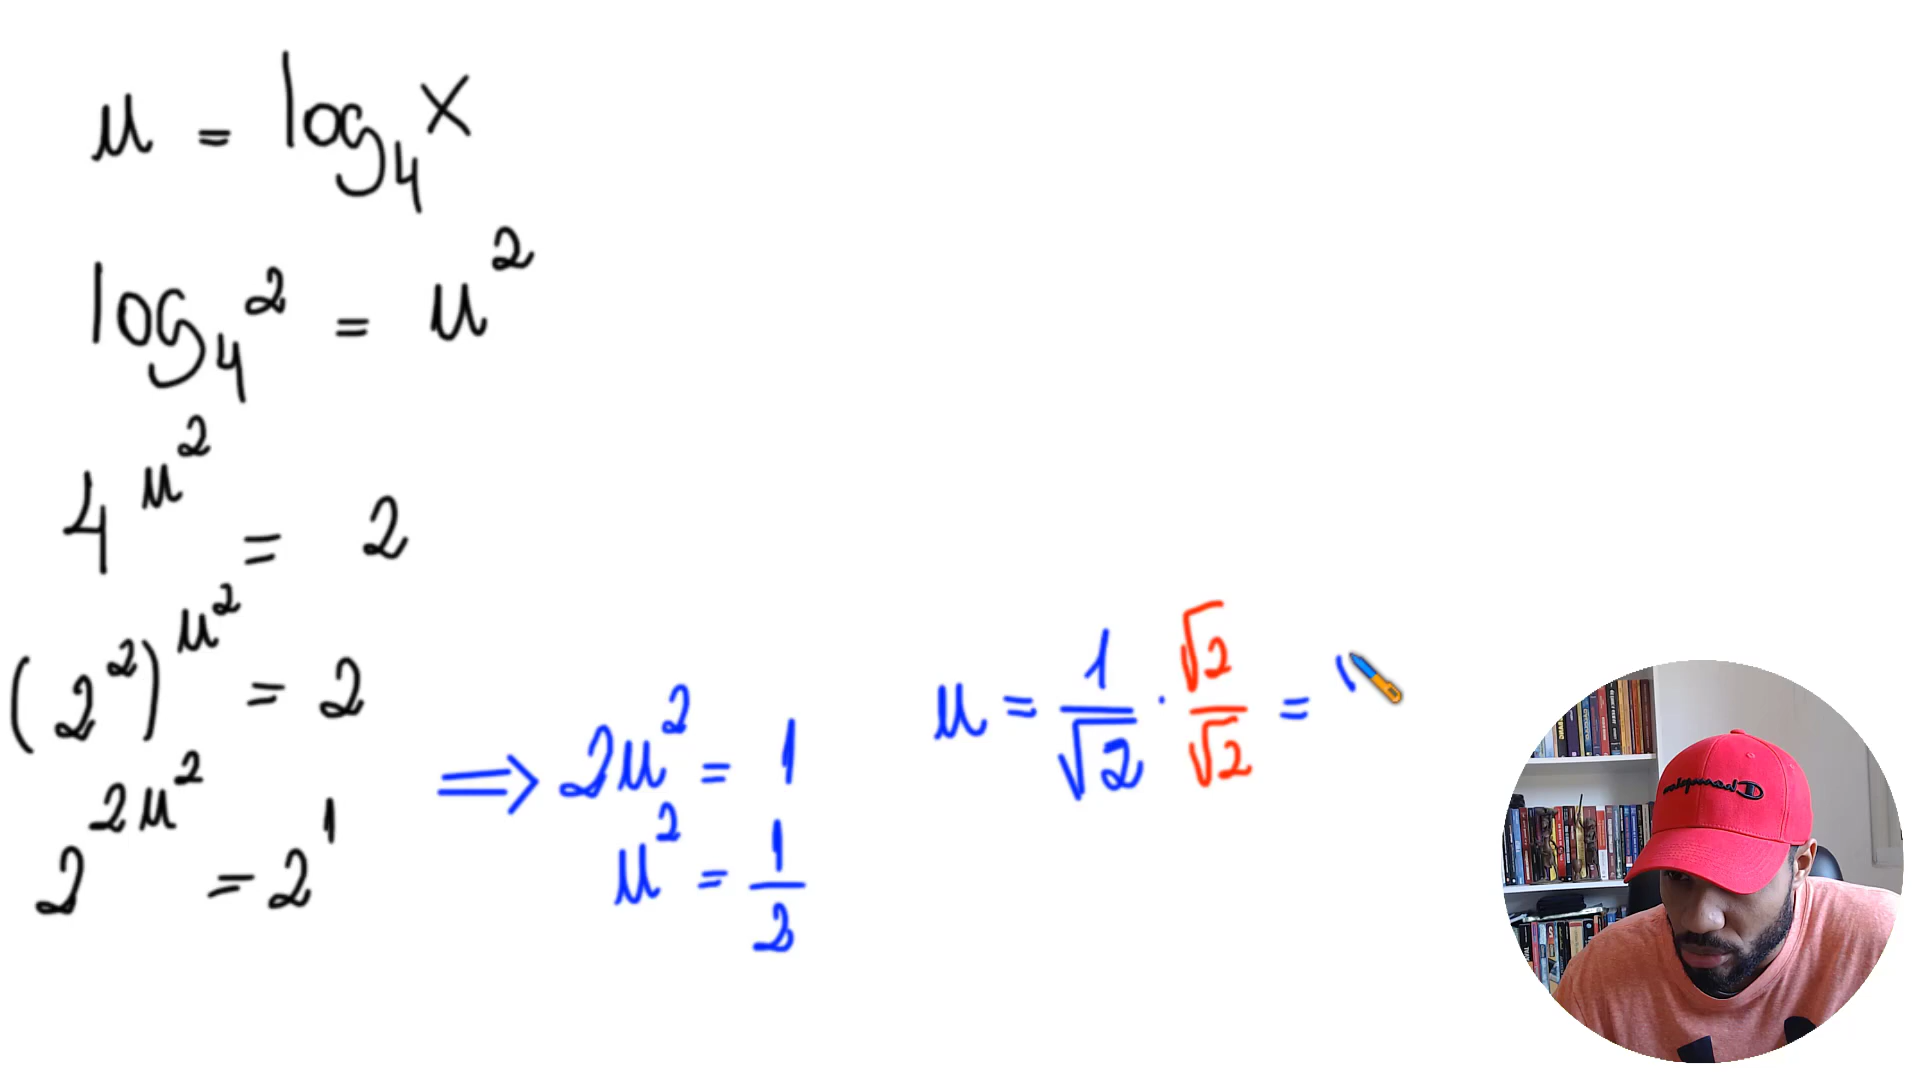 u = log₄x
log₄² = u²
4^u² = 2
(2²)^u² = 2
2^2u² = 2¹
⟹ 2u² = 1
u² = 1/2
u = 1/√2 · √2/√2 =
Champion